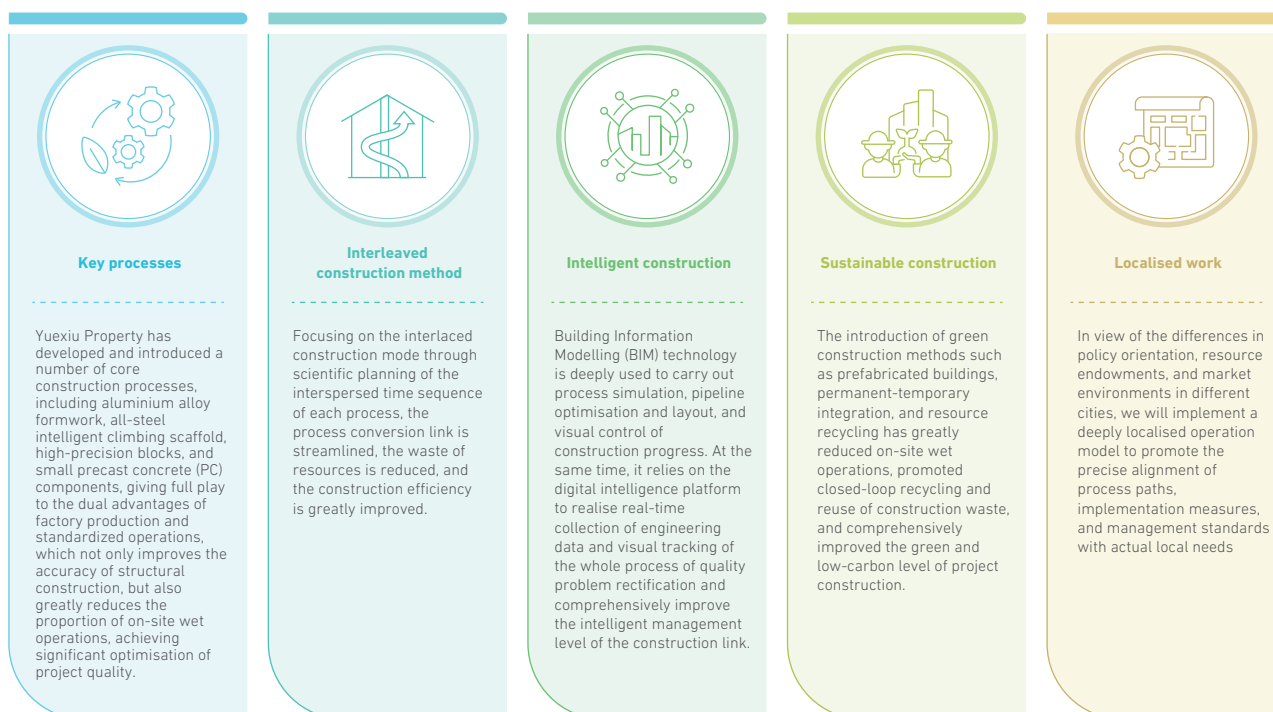 Key processes
Yuexiu Property has
developed and introduced a
number of core
construction processes,
including aluminium alloy
formwork, all-steel
intelligent climbing scaffold,
high-precision blocks, and
small precast concrete (PC)
components, giving full play
to the dual advantages of
factory production and
standardized operations,
which not only improves the
accuracy of structural
construction, but also
greatly reduces the
proportion of on-site wet
operations, achieving
significant optimisation of
project quality.
Interleaved
construction method
Focusing on the interlaced
construction mode through
scientific planning of the
interspersed time sequence
of each process, the
process conversion link is
streamlined, the waste of
resources is reduced, and
the construction efficiency
is greatly improved.
Intelligent construction
Building Information
Modelling (BIM) technology
is deeply used to carry out
process simulation, pipeline
optimisation and layout, and
visual control of
construction progress. At the
same time, it relies on the
digital intelligence platform
to realise real-time
collection of engineering
data and visual tracking of
the whole process of quality
problem rectification and
comprehensively improve
the intelligent management
level of the construction link.
Sustainable construction
The introduction of green
construction methods such
as prefabricated buildings,
permanent-temporary
integration, and resource
recycling has greatly
reduced on-site wet
operations, promoted
closed-loop recycling and
reuse of construction waste,
and comprehensively
improved the green and
low-carbon level of project
construction.
Localised work
In view of the differences in
policy orientation, resource
endowments, and market
environments in different
cities, we will implement a
deeply localised operation
model to promote the
precise alignment of
process paths,
implementation measures,
and management standards
with actual local needs